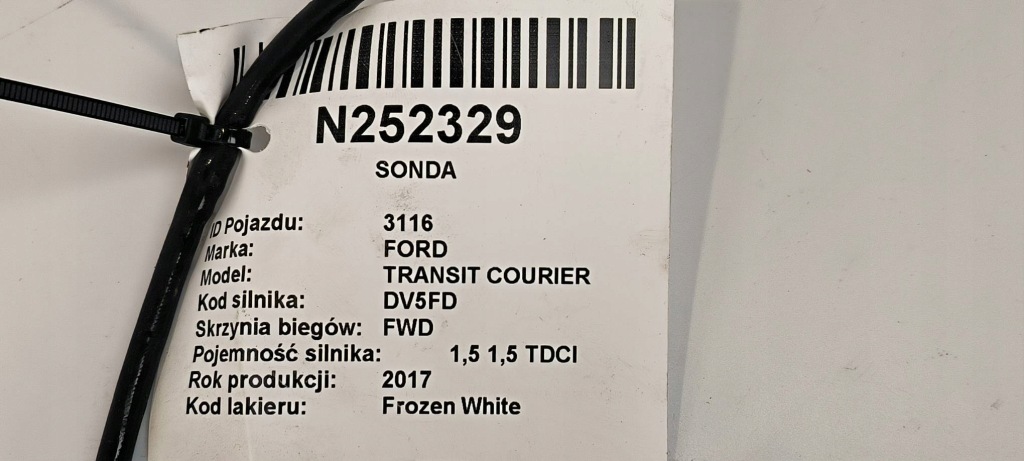 N252329
SONDA
ID Pojazdu: 3116
Marka: FORD
Model: TRANSIT COURIER
Kod silnika: DV5FD
Skrzynia biegów: FWD
Pojemność silnika: 1,5 1,5 TDCI
Rok produkcji: 2017
Kod lakieru: Frozen White